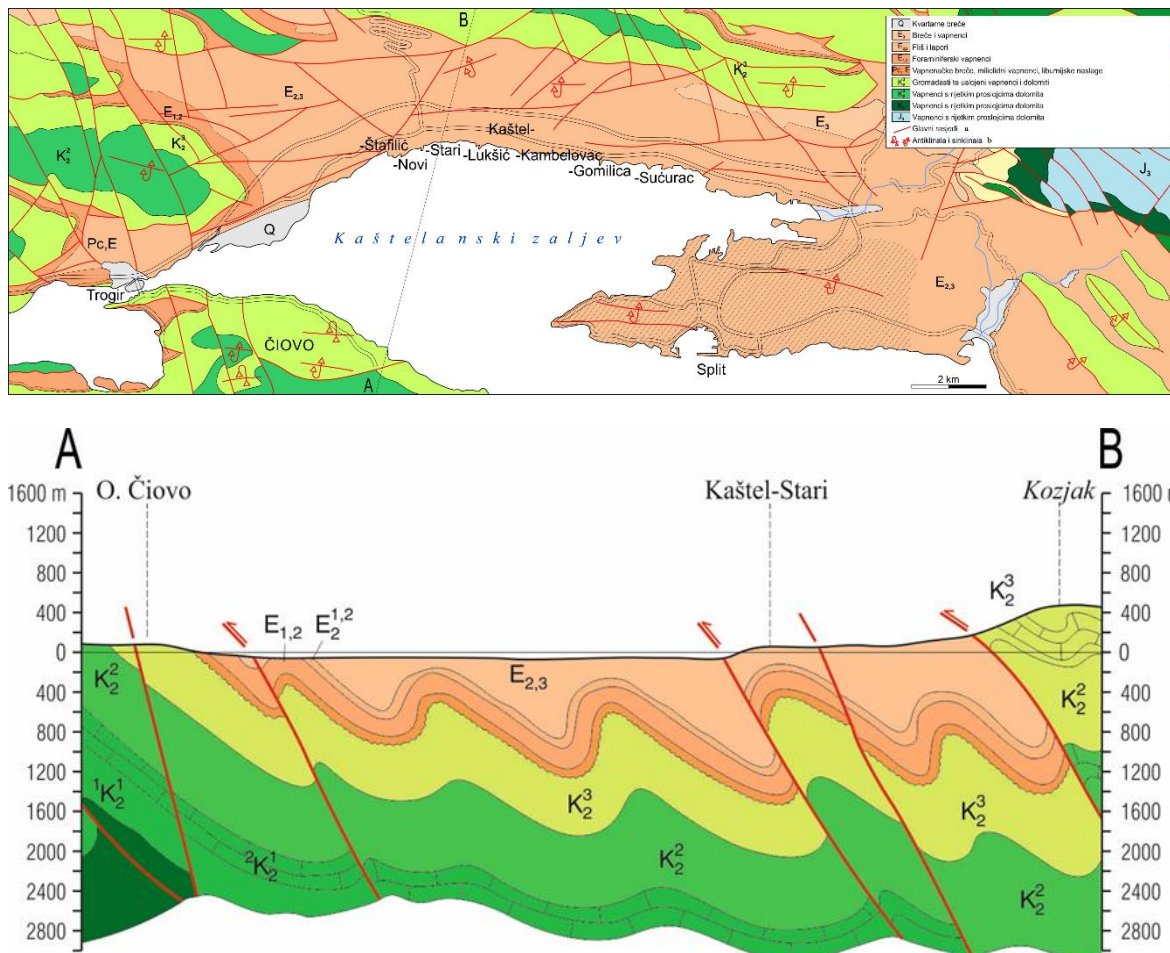 B
Q Kvartarne breče
E₃ Breče i vapnenci
E₂,₃ Fliš i lapori
E₁,₂ Foraminiferski vapnenci
Pc, E Vapnenačke breče, miliolidni vapnenci, liburnijske naslage
K₂³ Gromadasti te uslojeni vapnenci i dolomiti
K₂² Vapnenci s rijetkim proslojcima dolomita
Vapnenci s rijetkim proslojcima dolomita
J₃ Vapnenci s rijetkim proslojcima dolomita
Glavni rasjedi a
Antiklinala i sinklinala b
K₂³
E₂,₃
E₁,₂
E₃
K₂³
K₂²
Kaštel-
-Štafilić
-Stari
-Novi
-Lukšić
-Kambelovac
-Gomilica
-Sućurac
J₃
Q
Kaštelanski zaljev
Pc,E
E₂,₃
Trogir
ČIOVO
Split
2 km
A
A
B
1600 m
O. Čiovo
Kaštel-Stari
Kozjak
1600 m
1200
1200
800
800
K₂³
400
400
E₁,₂
E₂¹,²
0
0
K₂²
E₂,₃
K₂²
400
400
800
800
1200
1200
¹K₂¹
K₂³
K₂³
1600
1600
2000
²K₂¹
K₂²
2000
2400
K₂²
2400
2800
2800